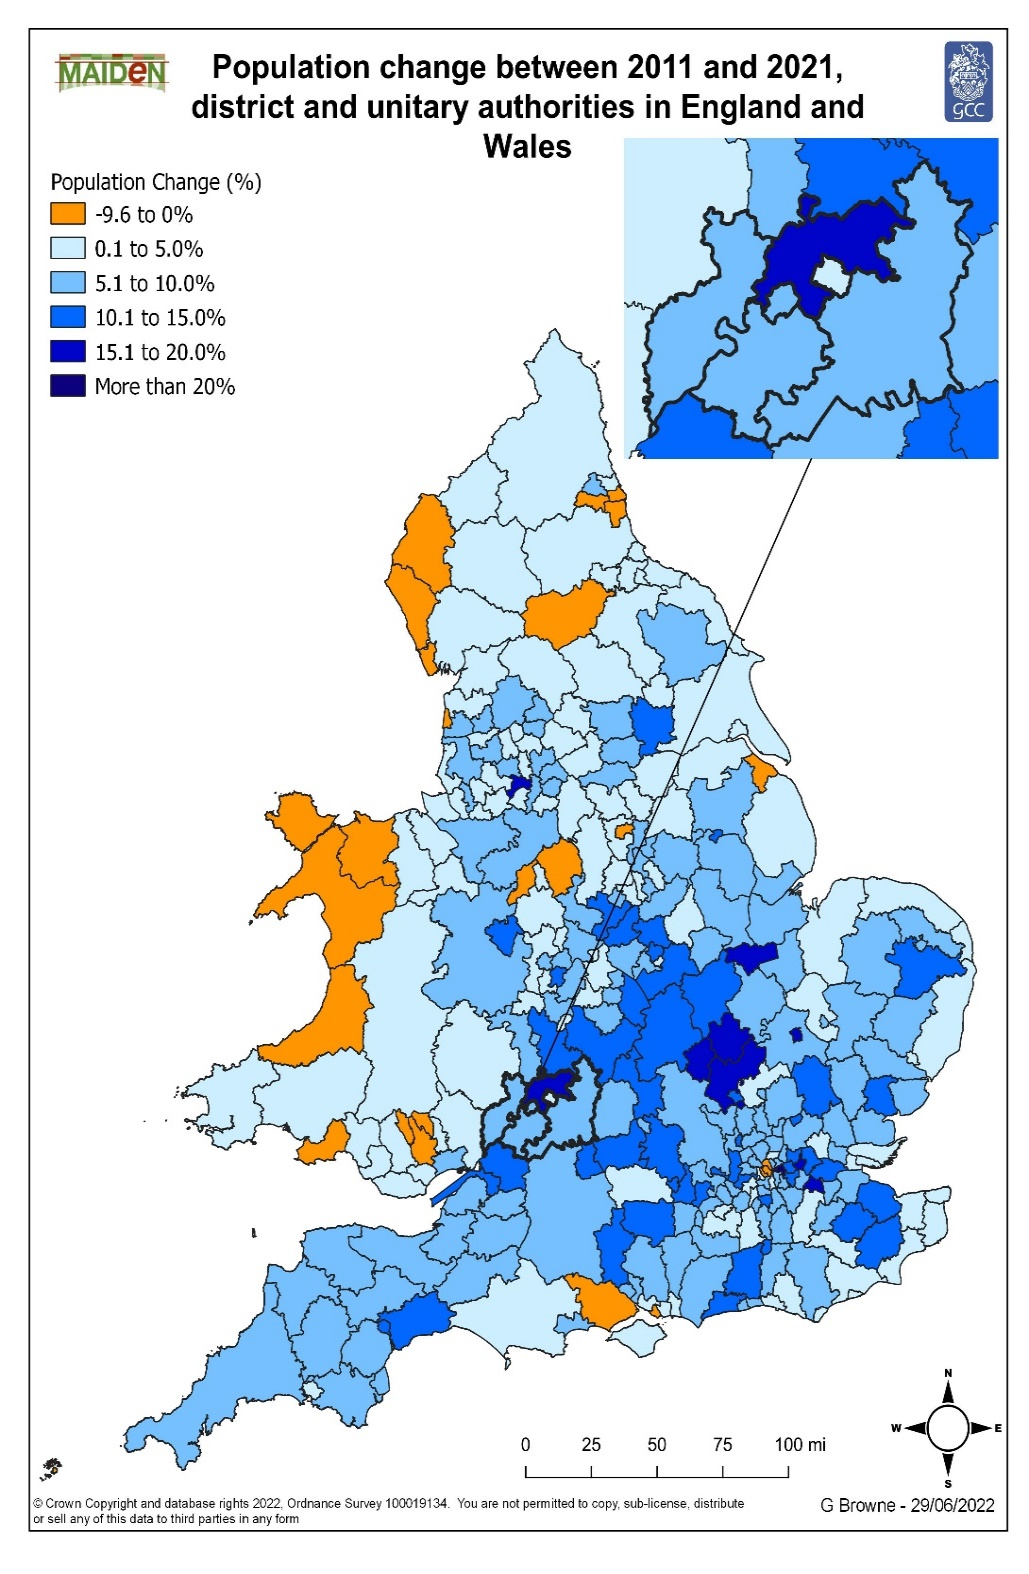 MAIDeN
Population change between 2011 and 2021,
district and unitary authorities in England and
Wales
GCC
Population Change (%)
-9.6 to 0%
0.1 to 5.0%
5.1 to 10.0%
10.1 to 15.0%
15.1 to 20.0%
More than 20%
N
W
E
S
0 25 50 75 100 mi
© Crown Copyright and database rights 2022, Ordnance Survey 100019134. You are not permitted to copy, sub-license, distribute
or sell any of this data to third parties in any form
G Browne - 29/06/2022